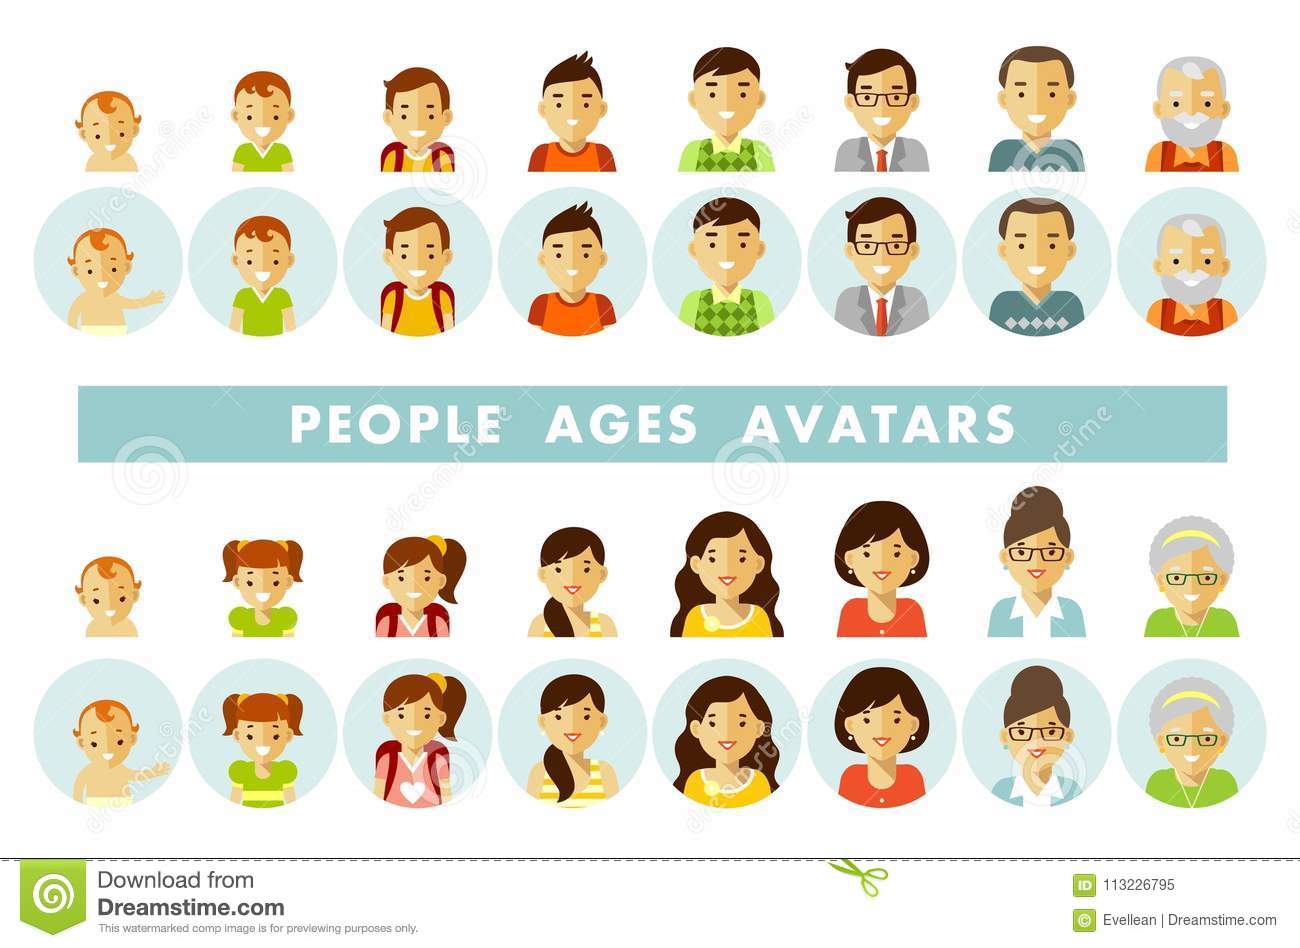 PEOPLE AGES AVATARS
Download from
Dreamstime.com
This watermarked comp image is for previewing purposes only.
ID 113226795
© Evellean | Dreamstime.com